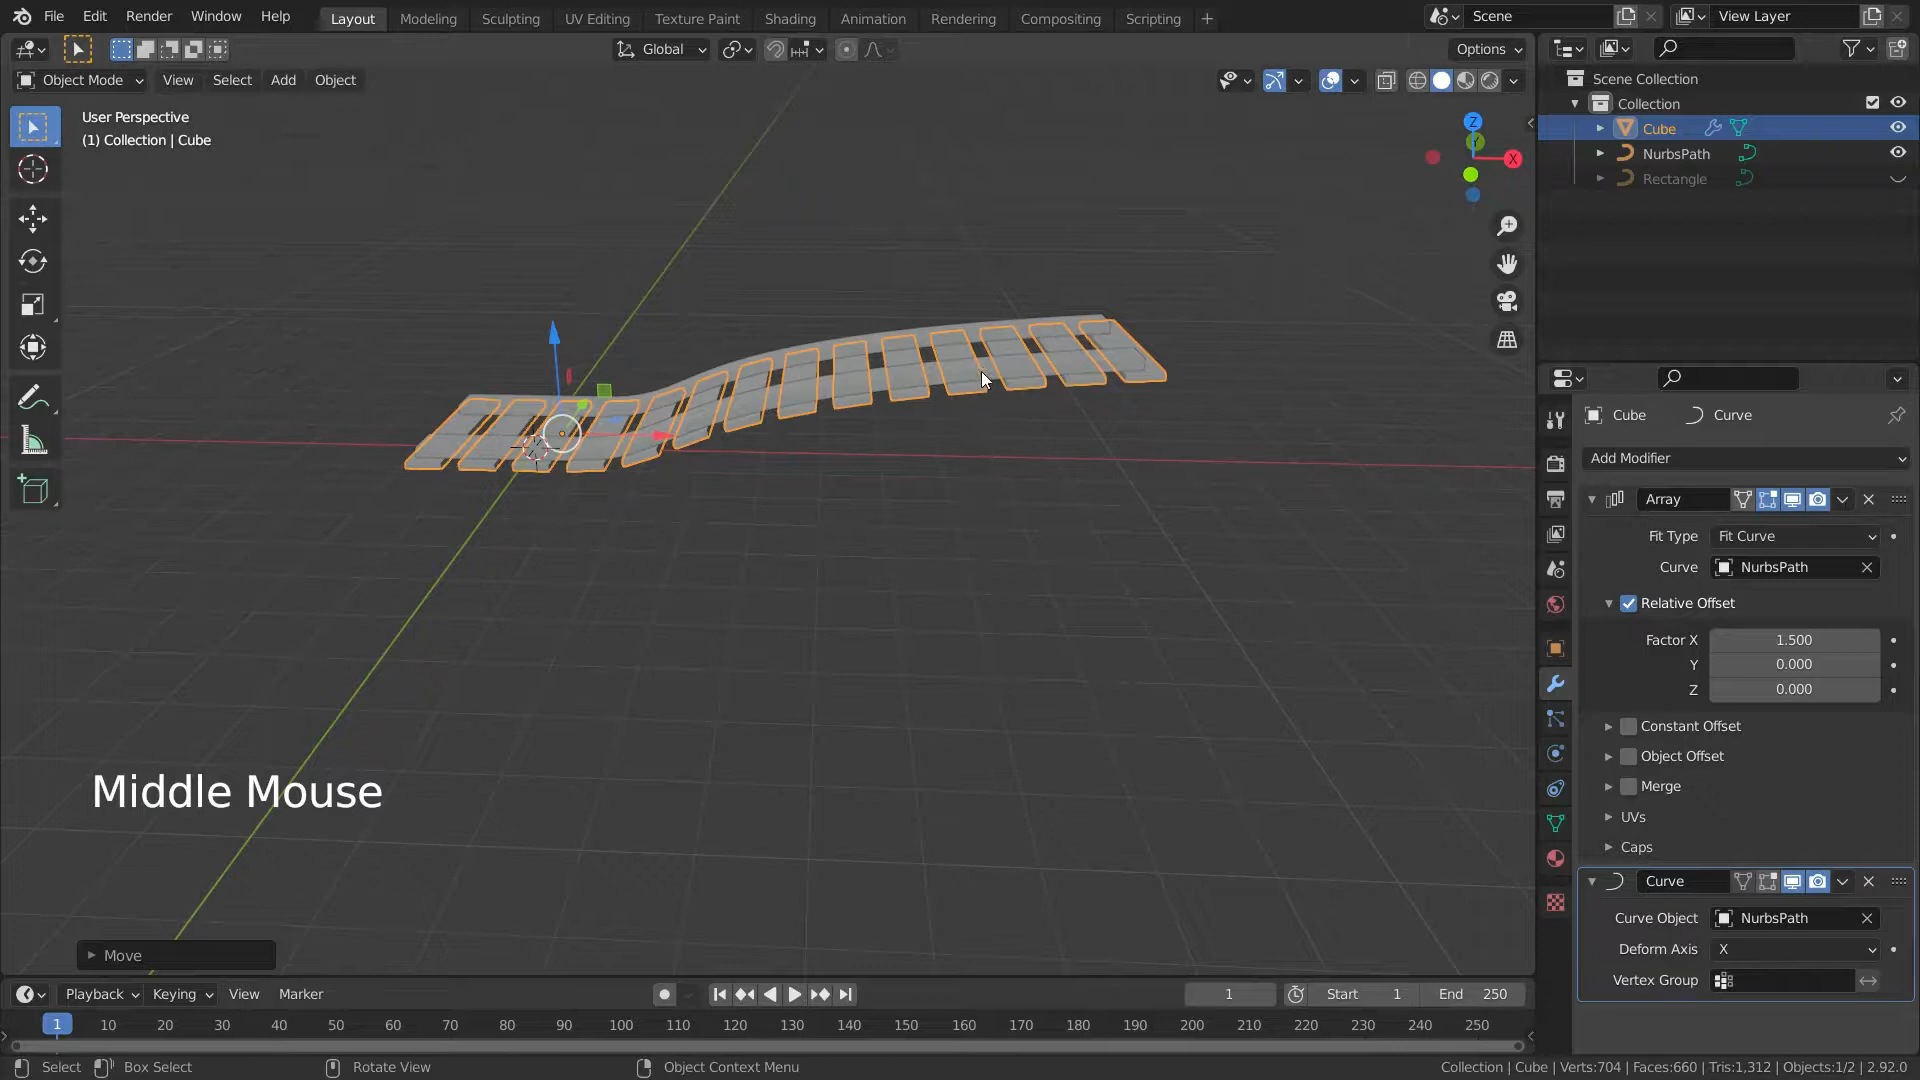 File Edit Render Window Help Layout Modeling Sculpting UV Editing Texture Paint Shading Animation Rendering Compositing Scripting + Scene View Layer
Global Options
Object Mode View Select Add Object
User Perspective
(1) Collection | Cube
Z
X
Scene Collection
Collection
Cube
NurbsPath
Rectangle
Cube Curve
Add Modifier
Array
Fit Type Fit Curve
Curve NurbsPath
Relative Offset
Factor X 1.500
Y 0.000
Z 0.000
Constant Offset
Object Offset
Merge
UVs
Caps
Curve
Curve Object NurbsPath
Deform Axis X
Vertex Group
Middle Mouse
Move
Playback Keying View Marker 1 Start 1 End 250
1 10 20 30 40 50 60 70 80 90 100 110 120 130 140 150 160 170 180 190 200 210 220 230 240 250
Select Box Select Rotate View Object Context Menu Collection | Cube | Verts:704 | Faces:660 | Tris:1,312 | Objects:1/2 | 2.92.0